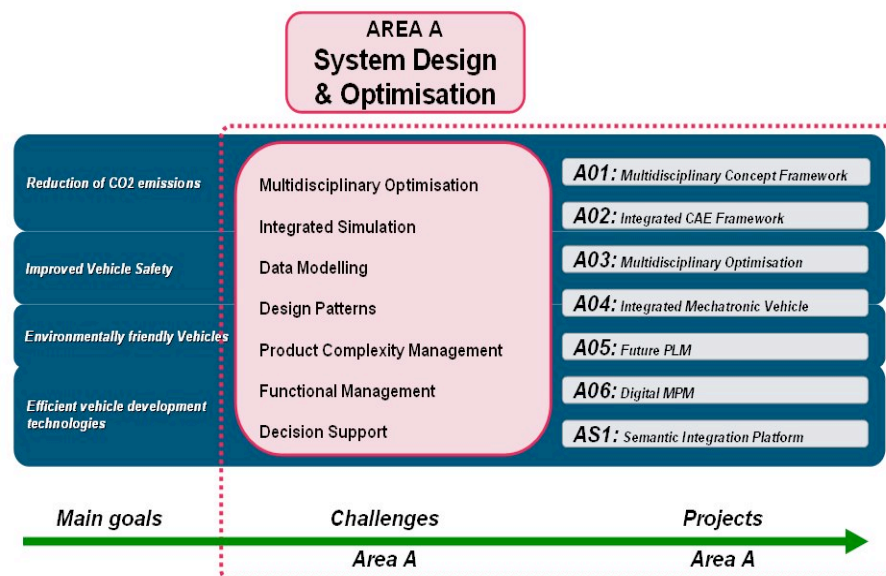 AREA A
System Design
& Optimisation
Reduction of CO2 emissions
Improved Vehicle Safety
Environmentally friendly Vehicles
Efficient vehicle development
technologies
Multidisciplinary Optimisation
Integrated Simulation
Data Modelling
Design Patterns
Product Complexity Management
Functional Management
Decision Support
A01: Multidisciplinary Concept Framework
A02: Integrated CAE Framework
A03: Multidisciplinary Optimisation
A04: Integrated Mechatronic Vehicle
A05: Future PLM
A06: Digital MPM
AS1: Semantic Integration Platform
Main goals
Challenges
Projects
Area A
Area A